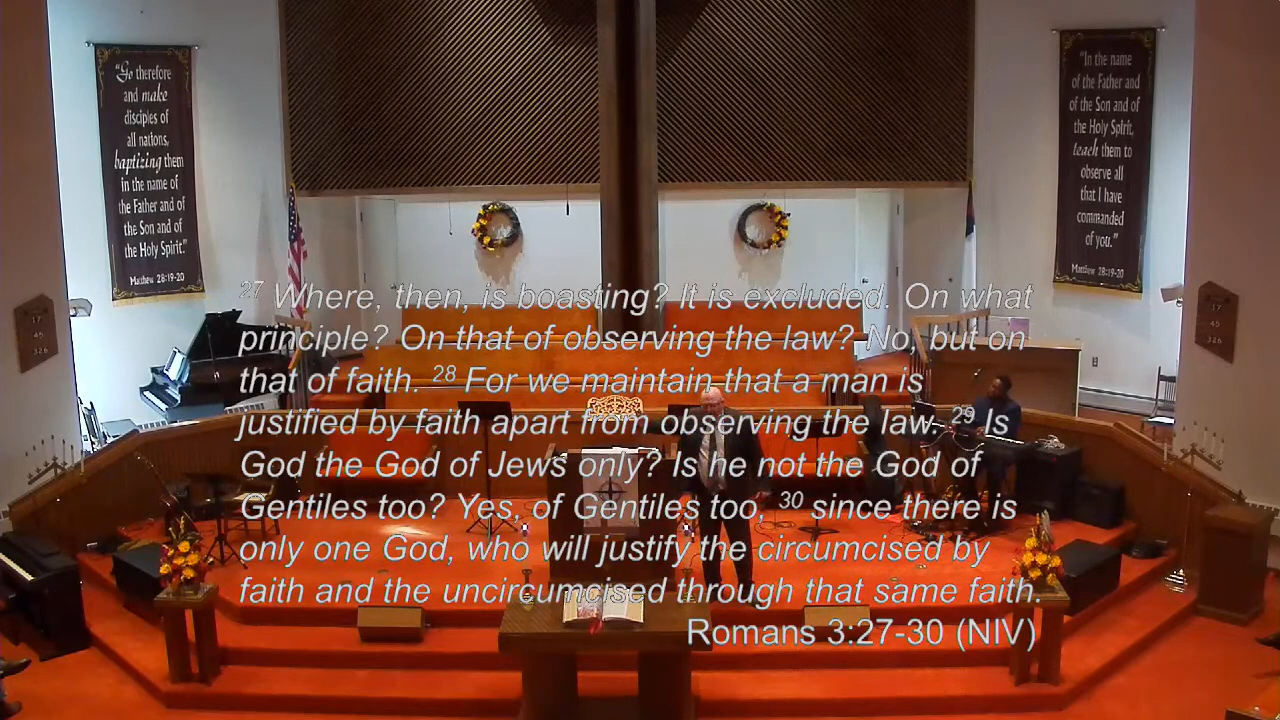 "Go therefore
and make
disciples of
all nations,
baptizing them
in the name of
the Father and of
the Son and of
the Holy Spirit."
Matthew 28:19-20
"In the name
of the Father and
of the Son and of
the Holy Spirit,
teach them to
observe all
that I have
commanded
of you."
Matthew 28:19-20
17
45
326
17
45
326
27 Where, then, is boasting? It is excluded. On what
principle? On that of observing the law? No, but on
that of faith. 28 For we maintain that a man is
justified by faith apart from observing the law. 29 Is
God the God of Jews only? Is he not the God of
Gentiles too? Yes, of Gentiles too, 30 since there is
only one God, who will justify the circumcised by
faith and the uncircumcised through that same faith.
Romans 3:27-30 (NIV)